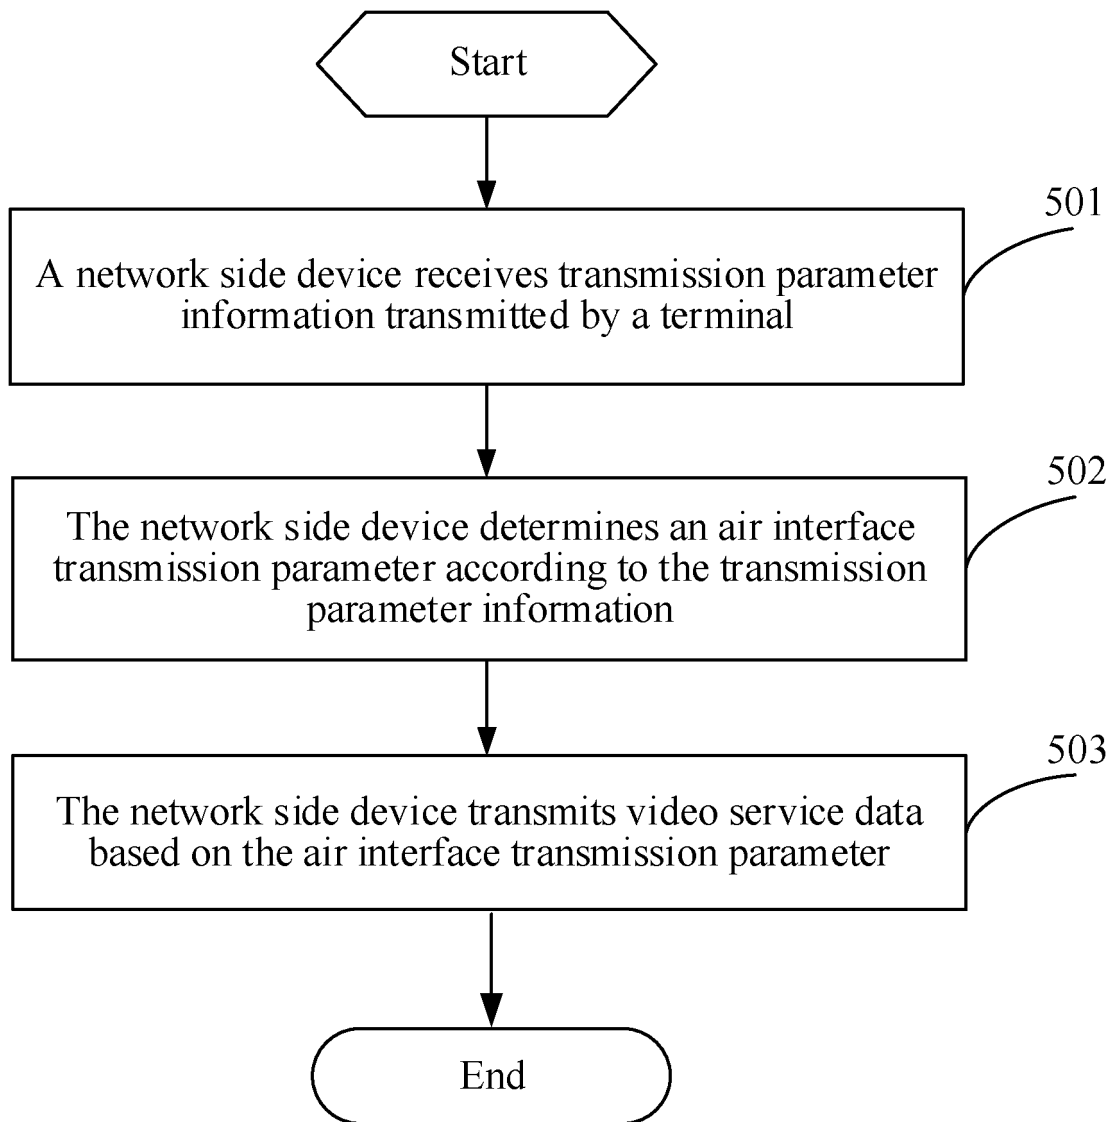 Start
501
A network side device receives transmission parameter
information transmitted by a terminal
502
The network side device determines an air interface
transmission parameter according to the transmission
parameter information
503
The network side device transmits video service data
based on the air interface transmission parameter
End